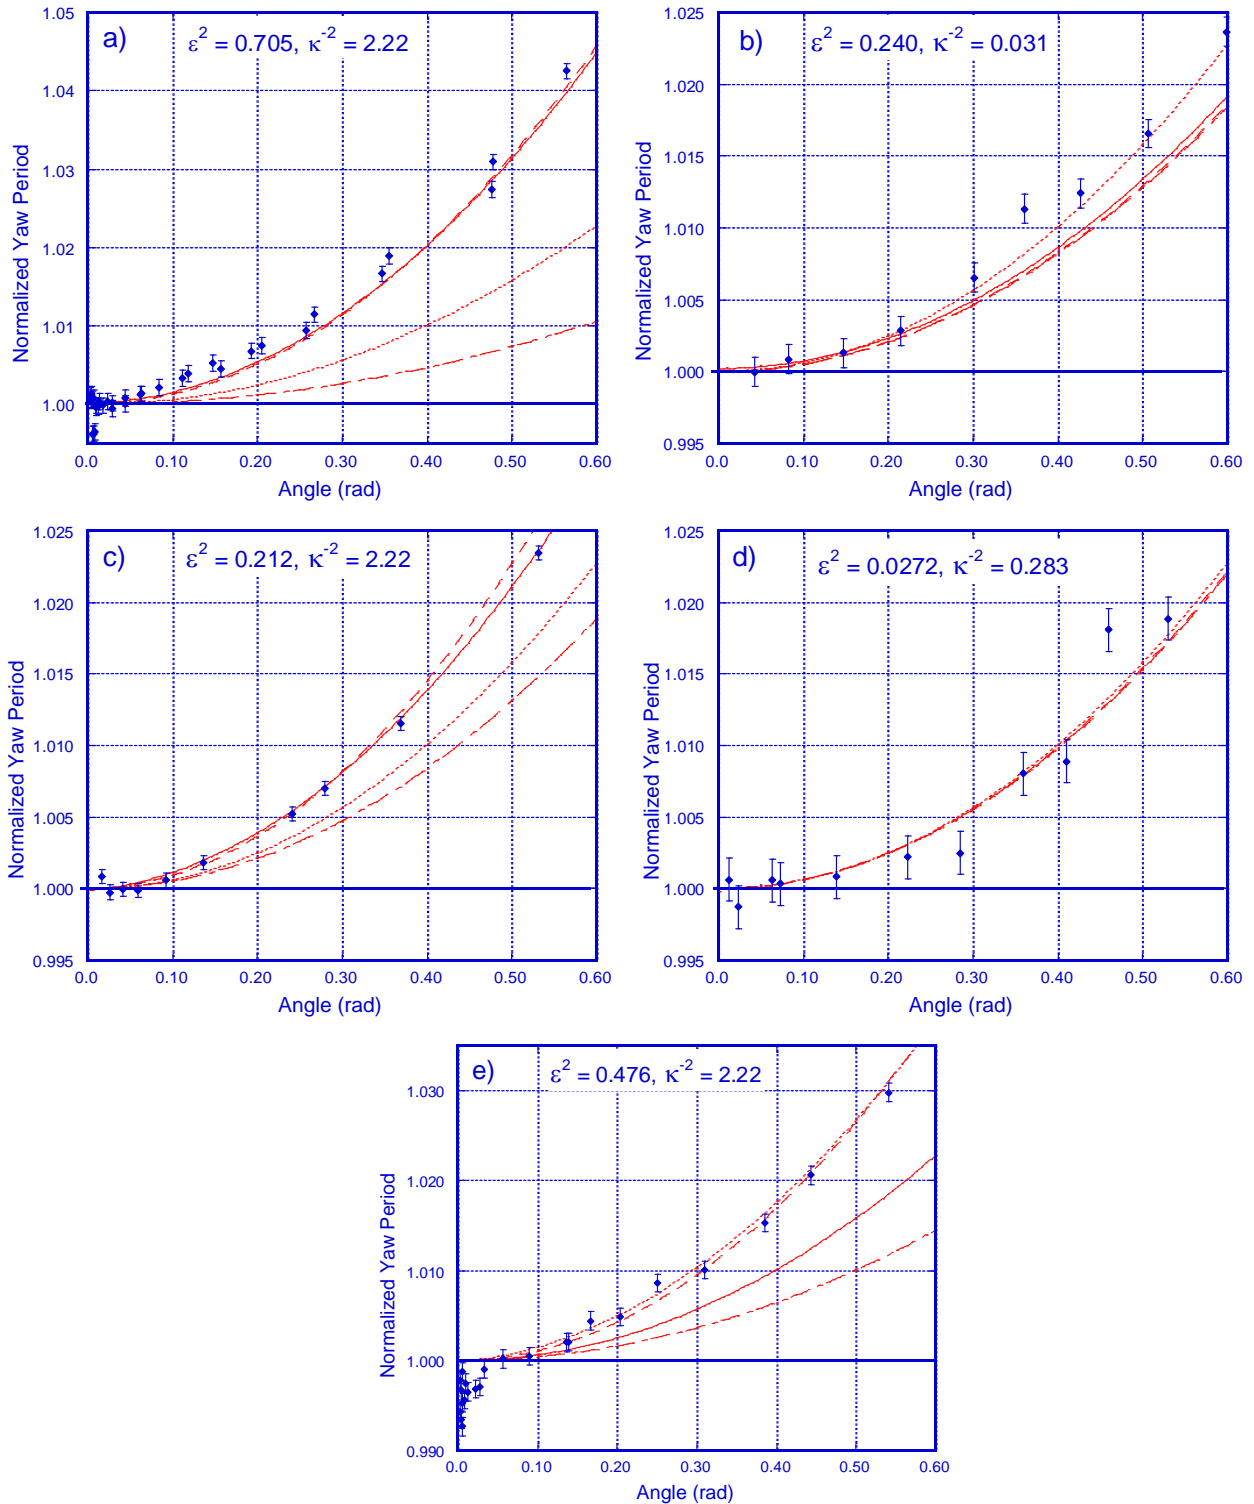 a)
ε² = 0.705, κ⁻² = 2.22
1.05
1.04
1.03
1.02
1.01
1.00
Normalized Yaw Period
0.0 0.10 0.20 0.30 0.40 0.50 0.60
Angle (rad)
b)
ε² = 0.240, κ⁻² = 0.031
1.025
1.020
1.015
1.010
1.005
1.000
0.995
Normalized Yaw Period
0.0 0.10 0.20 0.30 0.40 0.50 0.60
Angle (rad)
c)
ε² = 0.212, κ⁻² = 2.22
1.025
1.020
1.015
1.010
1.005
1.000
0.995
Normalized Yaw Period
0.0 0.10 0.20 0.30 0.40 0.50 0.60
Angle (rad)
d)
ε² = 0.0272, κ⁻² = 0.283
1.025
1.020
1.015
1.010
1.005
1.000
0.995
Normalized Yaw Period
0.0 0.10 0.20 0.30 0.40 0.50 0.60
Angle (rad)
e)
ε² = 0.476, κ⁻² = 2.22
1.030
1.020
1.010
1.000
0.990
Normalized Yaw Period
0.0 0.10 0.20 0.30 0.40 0.50 0.60
Angle (rad)